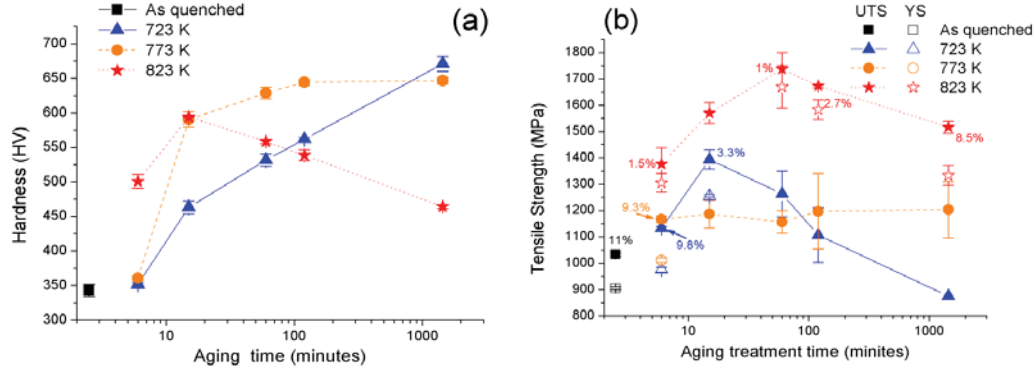 (a)
As quenched
723 K
773 K
823 K
700
650
600
550
500
450
400
350
300
Hardness (HV)
10
100
1000
Aging time (minutes)
(b)
UTS YS
As quenched
723 K
773 K
823 K
1800
1700
1600
1500
1400
1300
1200
1100
1000
900
800
Tensile Strength (MPa)
1%
2.7%
1.5%
3.3%
8.5%
9.3%
9.8%
11%
10
100
1000
Aging treatment time (minites)